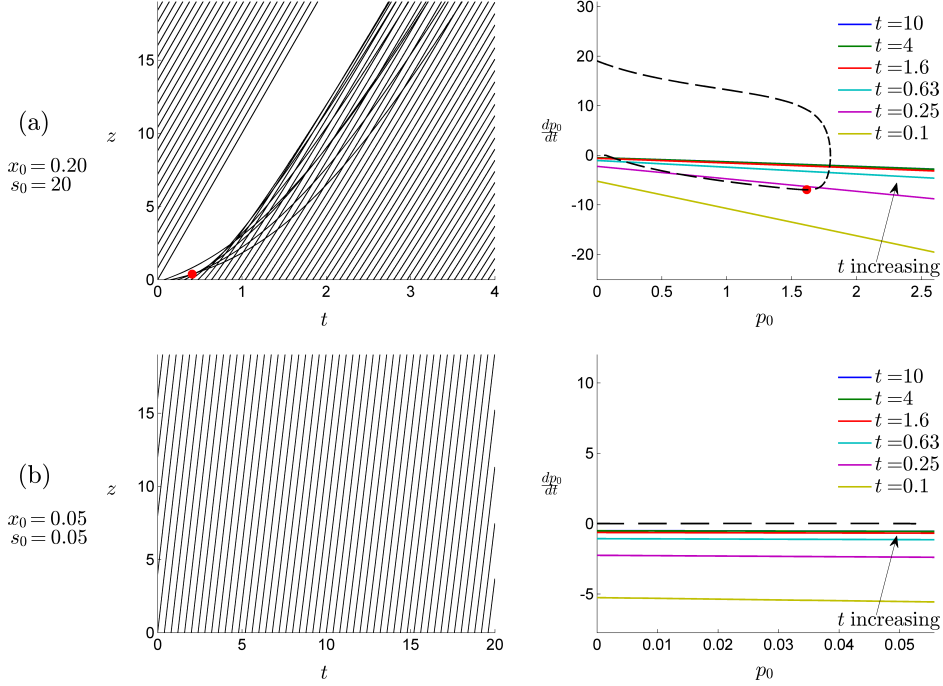 (a)
x₀ = 0.20
s₀ = 20
z
15
10
5
0
0 1 2 3 4
t
30
20
10
0
-10
-20
dp₀/dt
t = 10
t = 4
t = 1.6
t = 0.63
t = 0.25
t = 0.1
t increasing
0 0.5 1 1.5 2 2.5
p₀
(b)
x₀ = 0.05
s₀ = 0.05
z
15
10
5
0
0 5 10 15 20
t
10
5
0
-5
dp₀/dt
t = 10
t = 4
t = 1.6
t = 0.63
t = 0.25
t = 0.1
t increasing
0 0.01 0.02 0.03 0.04 0.05
p₀